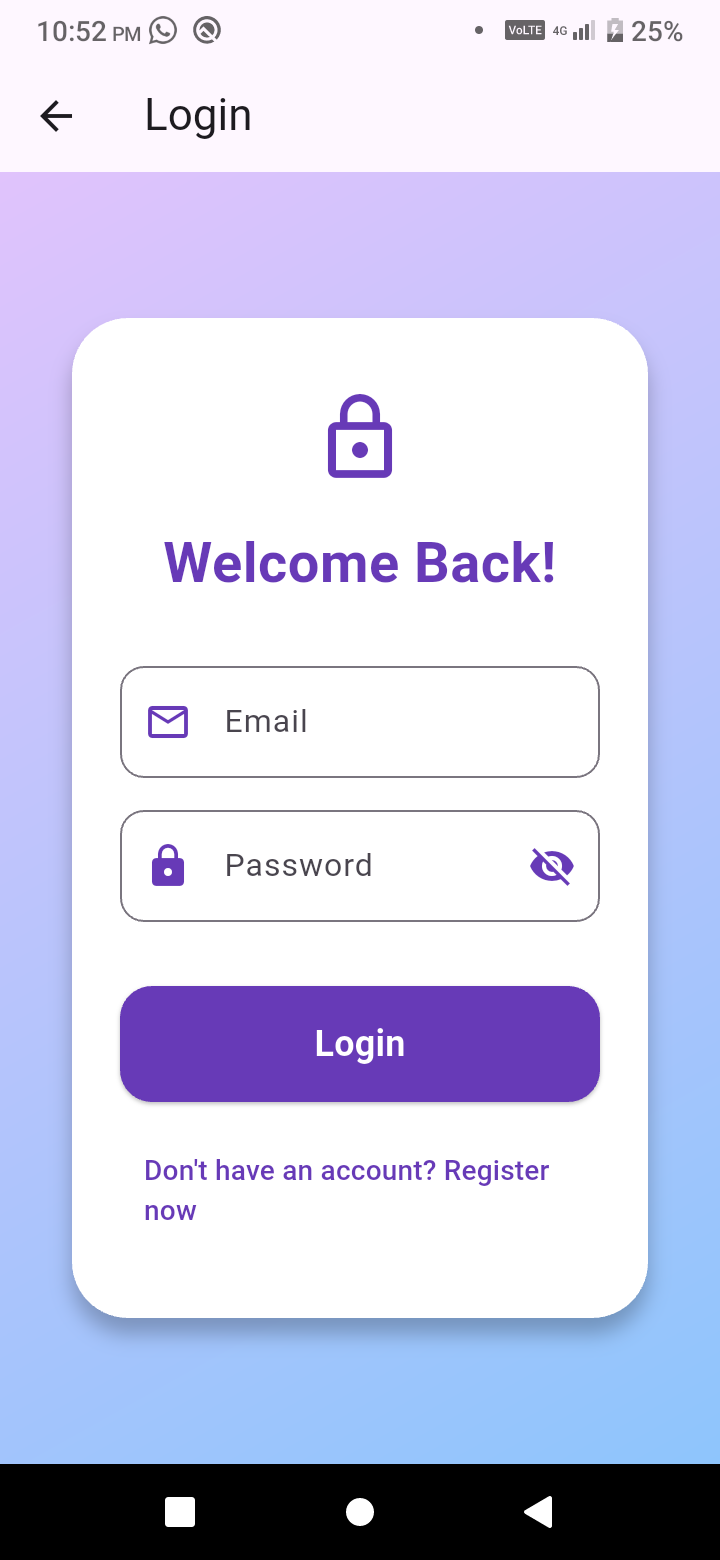 10:52 PM VoLTE 4G 25%
Login
Welcome Back!
Email
Password
Login
Don't have an account? Register
now